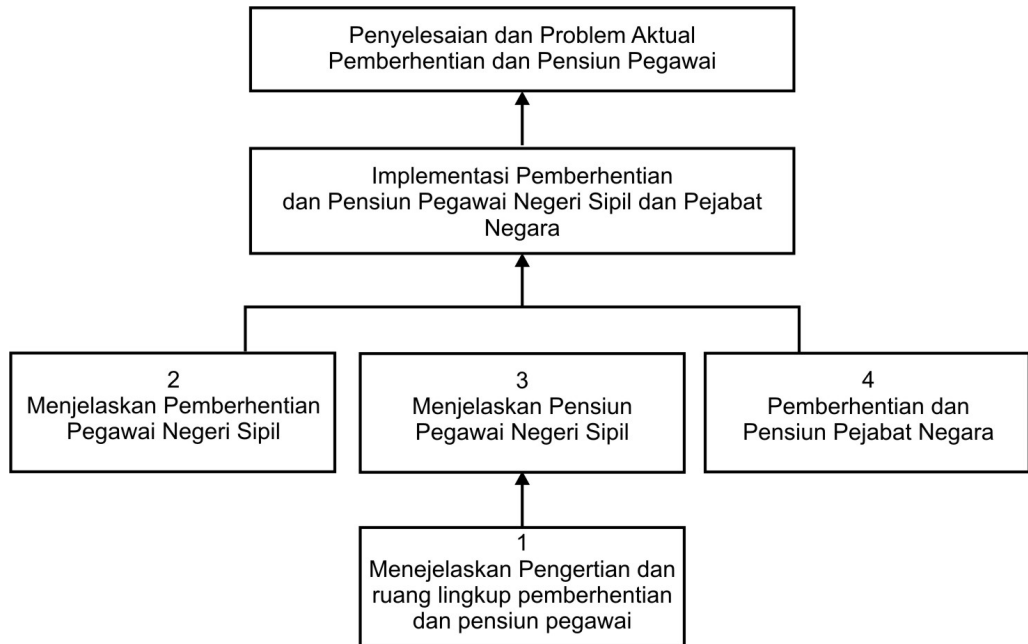 Penyelesaian dan Problem Aktual
Pemberhentian dan Pensiun Pegawai
Implementasi Pemberhentian
dan Pensiun Pegawai Negeri Sipil dan Pejabat
Negara
2
Menjelaskan Pemberhentian
Pegawai Negeri Sipil
3
Menjelaskan Pensiun
Pegawai Negeri Sipil
4
Pemberhentian dan
Pensiun Pejabat Negara
1
Menejelaskan Pengertian dan
ruang lingkup pemberhentian
dan pensiun pegawai